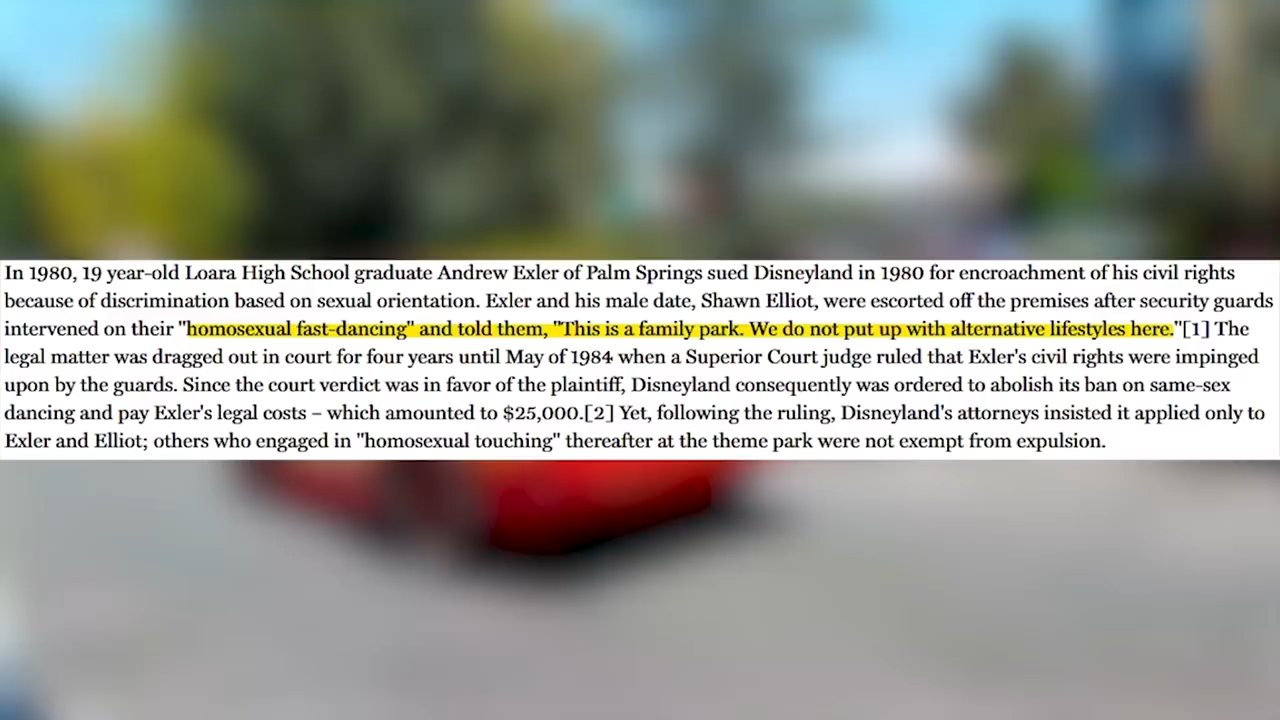 In 1980, 19 year-old Loara High School graduate Andrew Exler of Palm Springs sued Disneyland in 1980 for encroachment of his civil rights
because of discrimination based on sexual orientation. Exler and his male date, Shawn Elliot, were escorted off the premises after security guards
intervened on their "homosexual fast-dancing" and told them, "This is a family park. We do not put up with alternative lifestyles here."[1] The
legal matter was dragged out in court for four years until May of 1984 when a Superior Court judge ruled that Exler's civil rights were impinged
upon by the guards. Since the court verdict was in favor of the plaintiff, Disneyland consequently was ordered to abolish its ban on same-sex
dancing and pay Exler's legal costs – which amounted to $25,000.[2] Yet, following the ruling, Disneyland's attorneys insisted it applied only to
Exler and Elliot; others who engaged in "homosexual touching" thereafter at the theme park were not exempt from expulsion.